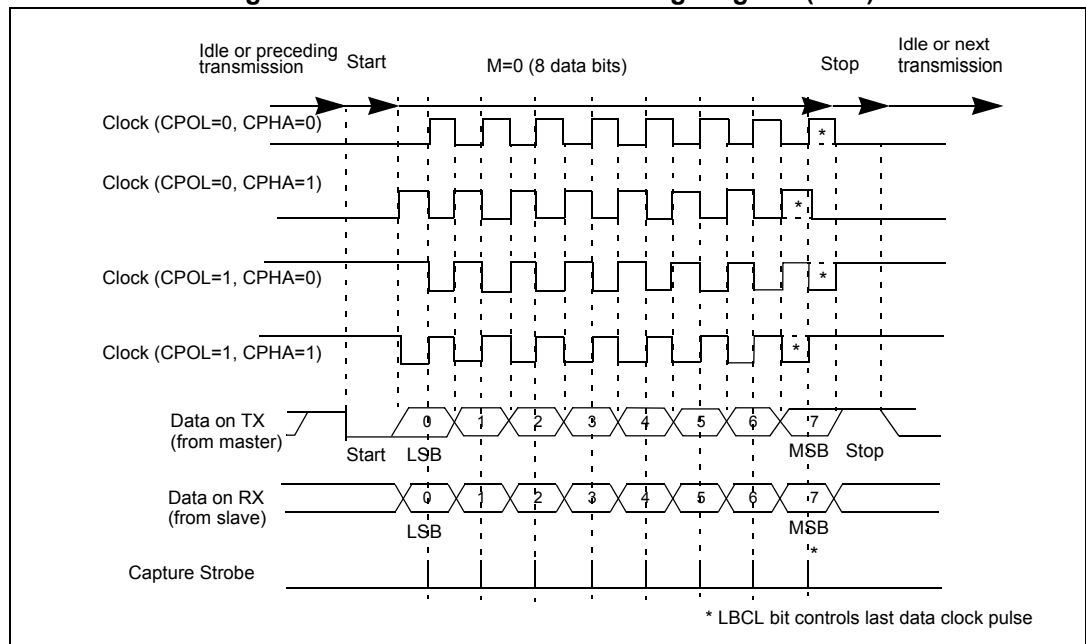 Idle or preceding
transmission
Start
M=0 (8 data bits)
Stop
Idle or next
transmission
Clock (CPOL=0, CPHA=0)
*
Clock (CPOL=0, CPHA=1)
*
Clock (CPOL=1, CPHA=0)
*
Clock (CPOL=1, CPHA=1)
*
Data on TX
(from master)
0 1 2 3 4 5 6 7
Start LSB MSB Stop
Data on RX
(from slave)
0 1 2 3 4 5 6 7
LSB MSB
*
Capture Strobe
* LBCL bit controls last data clock pulse